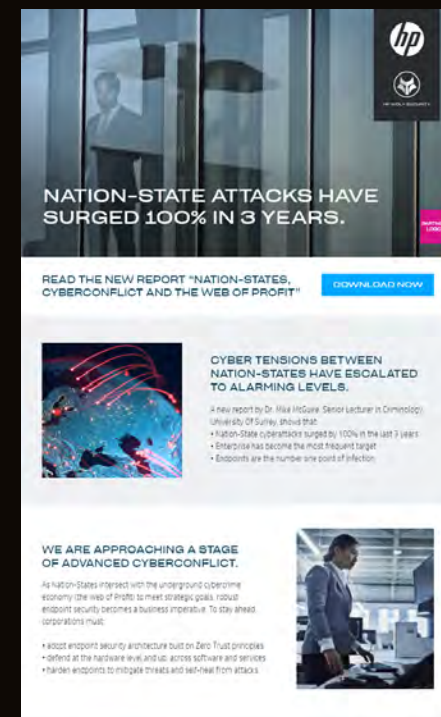 hp
HP WOLF SECURITY
NATION-STATE ATTACKS HAVE
SURGED 100% IN 3 YEARS.
PARTNER
LOGO
READ THE NEW REPORT “NATION-STATES,
CYBERCONFLICT AND THE WEB OF PROFIT”
DOWNLOAD NOW
CYBER TENSIONS BETWEEN
NATION-STATES HAVE ESCALATED
TO ALARMING LEVELS.
A new report by Dr. Mike McGuire, Senior Lecturer in Criminology,
University Of Surrey, shows that:
• Nation-State cyberattacks surged by 100% in the last 3 years
• Enterprise has become the most frequent target
• Endpoints are the number one point of infection
WE ARE APPROACHING A STAGE
OF ADVANCED CYBERCONFLICT.
As Nation-States intersect with the underground cybercrime
economy (the Web of Profit) to meet strategic goals, robust
endpoint security becomes a business imperative. To stay ahead,
corporations must:
• adopt endpoint security architecture built on Zero Trust principles
• defend at the hardware level and up, across software and services
• harden endpoints to mitigate threats and self-heal from attacks